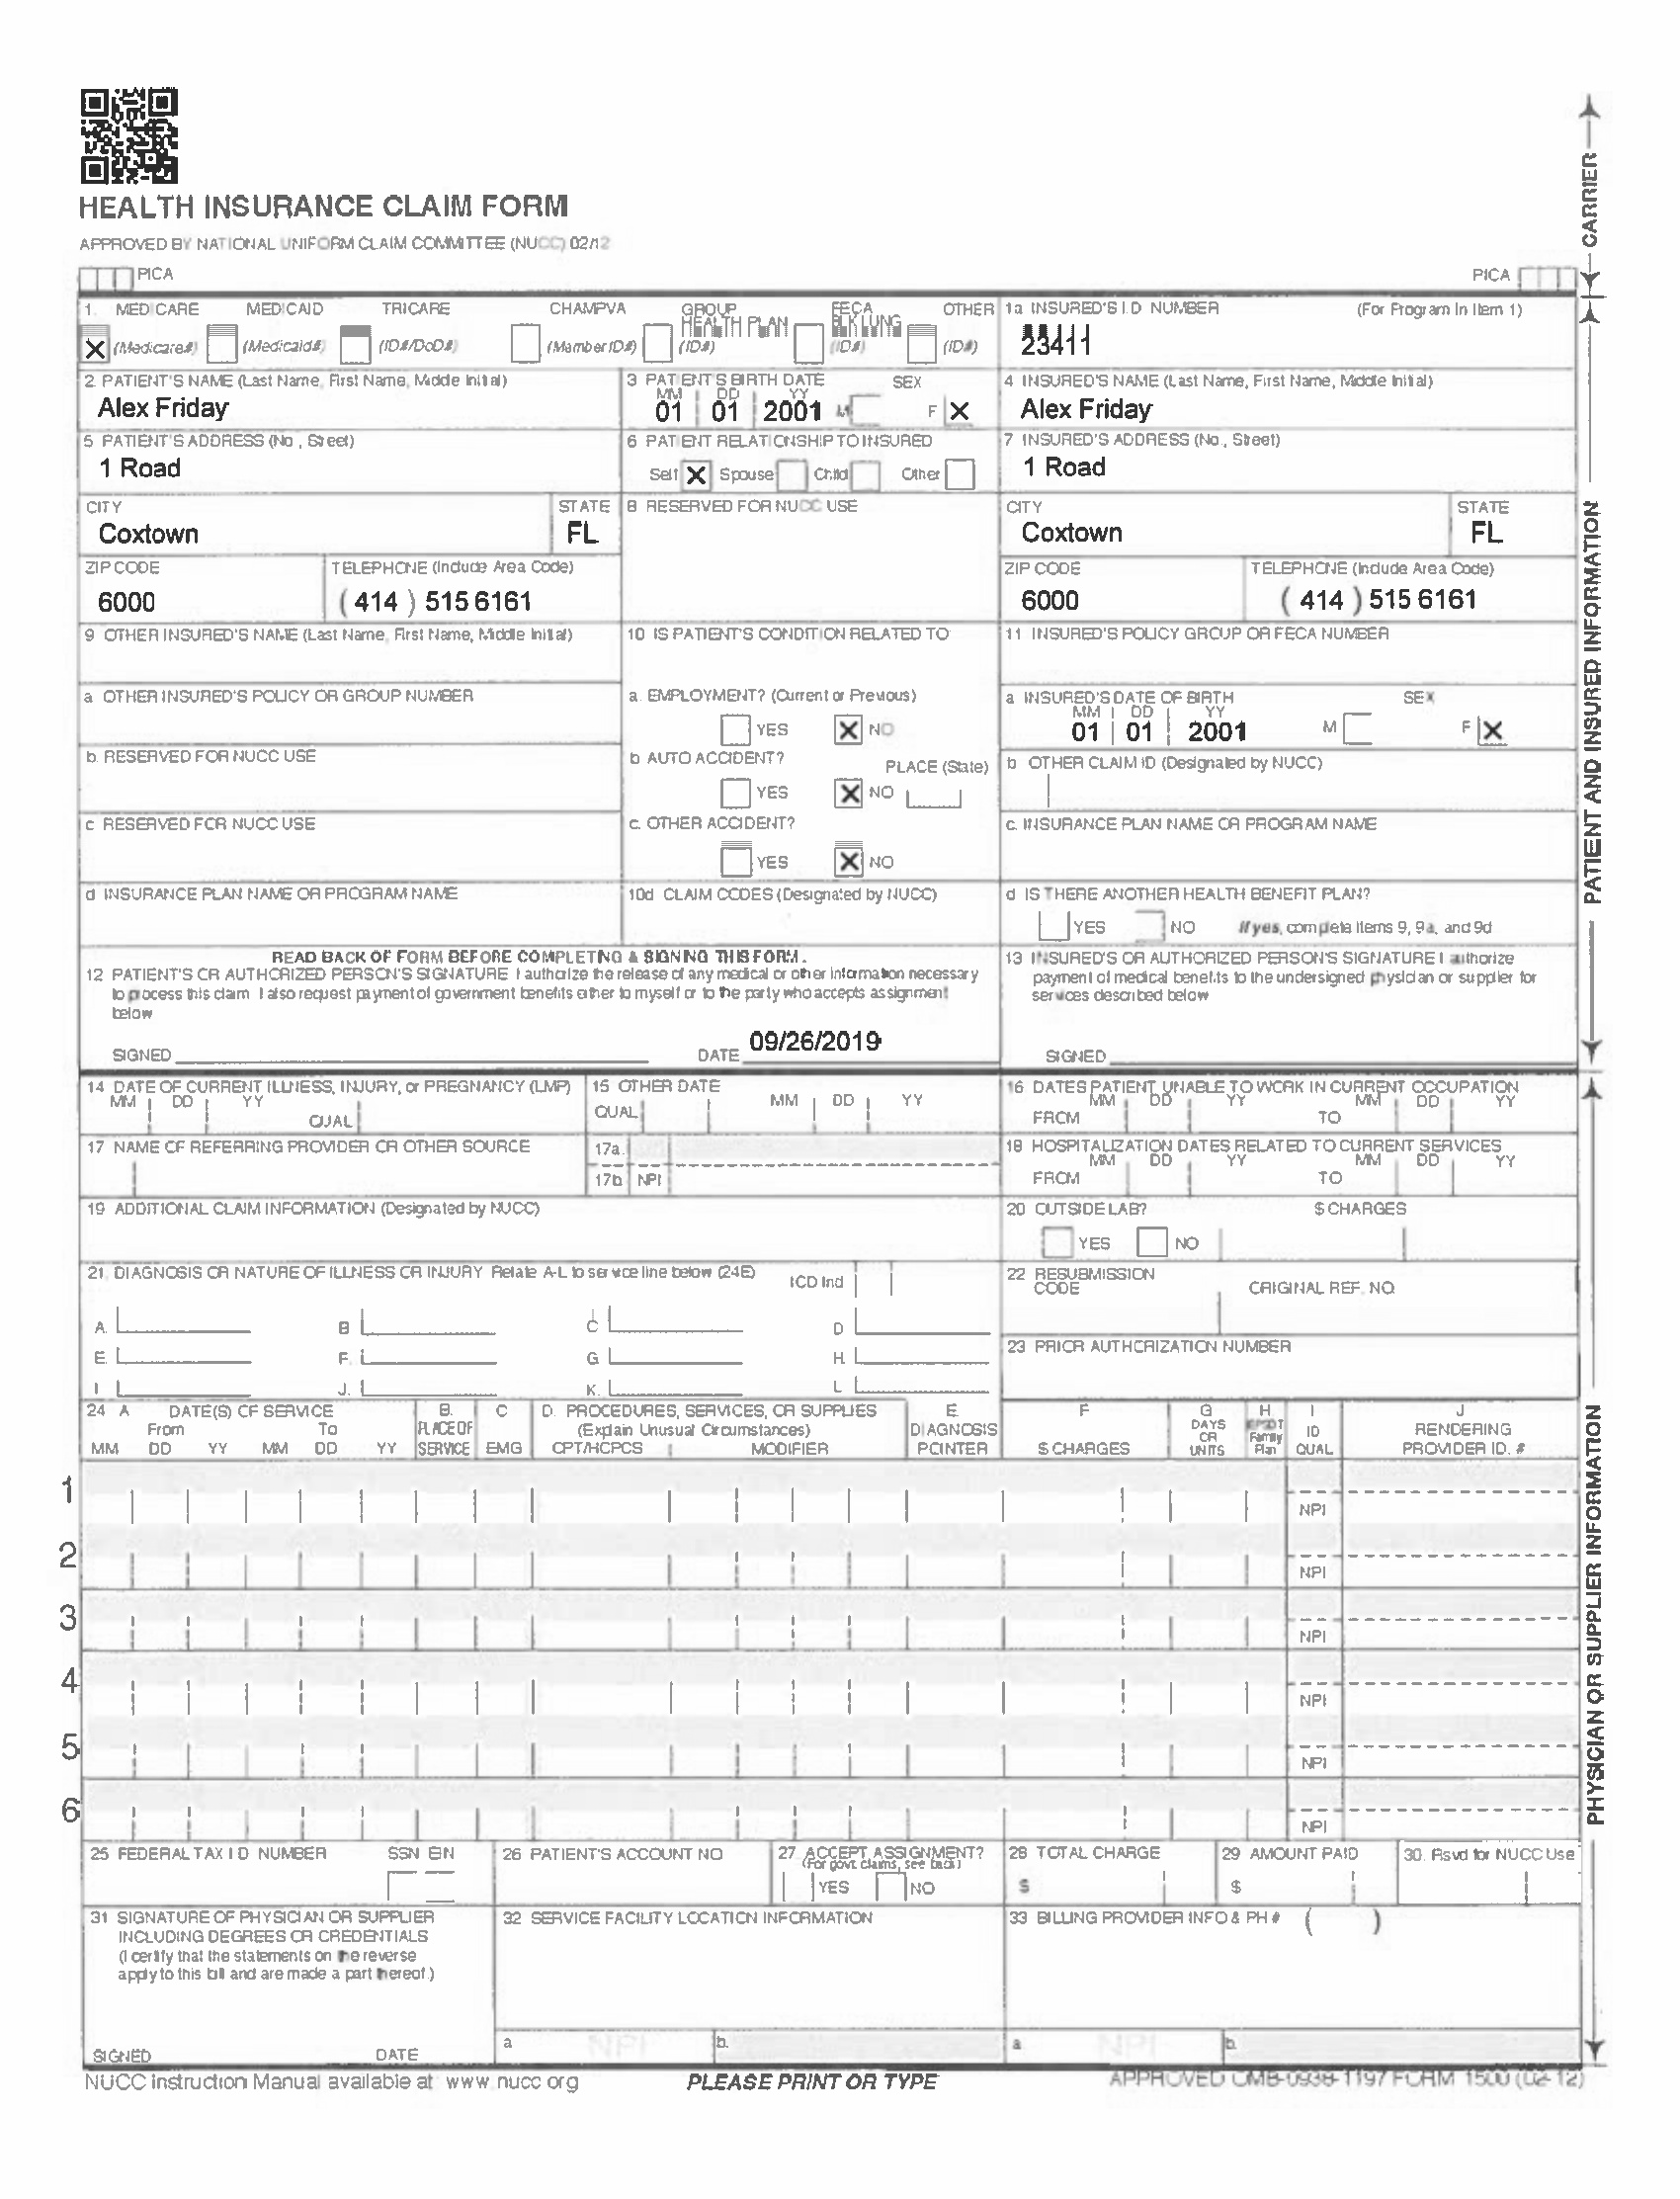 HEALTH INSURANCE CLAIM FORM
APPROVED BY NATIONAL UNIFORM CLAIM COMMITTEE (NUCC) 02/12
PICA
PICA
CARRIER
1. MEDICARE MEDICAID TRICARE CHAMPVA GROUP HEALTH PLAN FECA BLK LUNG OTHER
X (Medicare#) (Medicaid#) (ID#/DoD#) (Member ID#) (ID#) (ID#) (ID#)
1a INSURED'S I.D NUMBER (For Program In Item 1)
23411
2. PATIENT'S NAME (Last Name, First Name, Middle Initial)
Alex Friday
3 PATIENT'S BIRTH DATE SEX
MM DD YY
01 01 2001 M F X
4 INSURED'S NAME (Last Name, First Name, Middle Initial)
Alex Friday
5 PATIENT'S ADDRESS (No, Street)
1 Road
6 PATIENT RELATIONSHIP TO INSURED
Self X Spouse Child Other
7 INSURED'S ADDRESS (No, Street)
1 Road
CITY STATE
Coxtown FL
8 RESERVED FOR NUCC USE
CITY STATE
Coxtown FL
ZIP CODE TELEPHONE (Include Area Code)
6000 ( 414 ) 515 6161
ZIP CODE TELEPHONE (Include Area Code)
6000 ( 414 ) 515 6161
9 OTHER INSURED'S NAME (Last Name, First Name, Middle Initial)
10 IS PATIENT'S CONDITION RELATED TO
11 INSURED'S POLICY GROUP OR FECA NUMBER
a OTHER INSURED'S POLICY OR GROUP NUMBER
a. EMPLOYMENT? (Current or Previous)
YES X NO
a INSURED'S DATE OF BIRTH SEX
MM DD YY
01 01 2001 M F X
b. RESERVED FOR NUCC USE
b AUTO ACCIDENT? PLACE (State)
YES X NO
b OTHER CLAIM ID (Designated by NUCC)
c RESERVED FOR NUCC USE
c. OTHER ACCIDENT?
YES X NO
c. INSURANCE PLAN NAME OR PROGRAM NAME
d INSURANCE PLAN NAME OR PROGRAM NAME
10d CLAIM CODES (Designated by NUCC)
d IS THERE ANOTHER HEALTH BENEFIT PLAN?
YES NO If yes, complete items 9, 9a, and 9d
PATIENT AND INSURED INFORMATION
READ BACK OF FORM BEFORE COMPLETING & SIGNING THIS FORM.
12 PATIENT'S OR AUTHORIZED PERSON'S SIGNATURE I authorize the release of any medical or other information necessary
to process this claim I also request payment of government benefits either to myself or to the party who accepts assignment
below
SIGNED DATE 09/26/2019
13 INSURED'S OR AUTHORIZED PERSON'S SIGNATURE I authorize
payment of medical benefits to the undersigned physician or supplier for
services described below
SIGNED
14 DATE OF CURRENT ILLNESS, INJURY, or PREGNANCY (LMP)
MM DD YY QUAL
15 OTHER DATE
QUAL MM DD YY
16 DATES PATIENT UNABLE TO WORK IN CURRENT OCCUPATION
MM DD YY MM DD YY
FROM TO
17 NAME OF REFERRING PROVIDER OR OTHER SOURCE
17a.
17b NPI
18 HOSPITALIZATION DATES RELATED TO CURRENT SERVICES
MM DD YY MM DD YY
FROM TO
19 ADDITIONAL CLAIM INFORMATION (Designated by NUCC)
20 OUTSIDE LAB? $ CHARGES
YES NO
21. DIAGNOSIS OR NATURE OF ILLNESS OR INJURY Relate A-L to service line below (24E) ICD Ind
A. B C D
E. F. G H.
I. J. K. L
22 RESUBMISSION
CODE ORIGINAL REF. NO
23 PRIOR AUTHORIZATION NUMBER
24 A DATE(S) OF SERVICE B. C D. PROCEDURES, SERVICES, OR SUPPLIES E F G H I J
From To PLACE OF (Explain Unusual Circumstances) DIAGNOSIS DAYS OR EPSDT Family ID RENDERING
MM DD YY MM DD YY SERVICE EMG CPT/HCPCS MODIFIER POINTER $ CHARGES UNITS Plan QUAL PROVIDER ID. #
1 NPI
2 NPI
3 NPI
4 NPI
5 NPI
6 NPI
PHYSICIAN OR SUPPLIER INFORMATION
25 FEDERAL TAX I D NUMBER SSN EIN
26 PATIENT'S ACCOUNT NO
27 ACCEPT ASSIGNMENT?
(For govt claims, see back)
YES NO
28 TOTAL CHARGE
$
29 AMOUNT PAID
$
30. Rsvd for NUCC Use
31 SIGNATURE OF PHYSICIAN OR SUPPLIER
INCLUDING DEGREES OR CREDENTIALS
(I certify that the statements on the reverse
apply to this bill and are made a part thereof.)
SIGNED DATE
32 SERVICE FACILITY LOCATION INFORMATION
a NPI b.
33 BILLING PROVIDER INFO & PH # ( )
a NPI b
NUCC Instruction Manual available at www nucc org
PLEASE PRINT OR TYPE
APPROVED OMB-0938-1197 FORM 1500 (02-12)